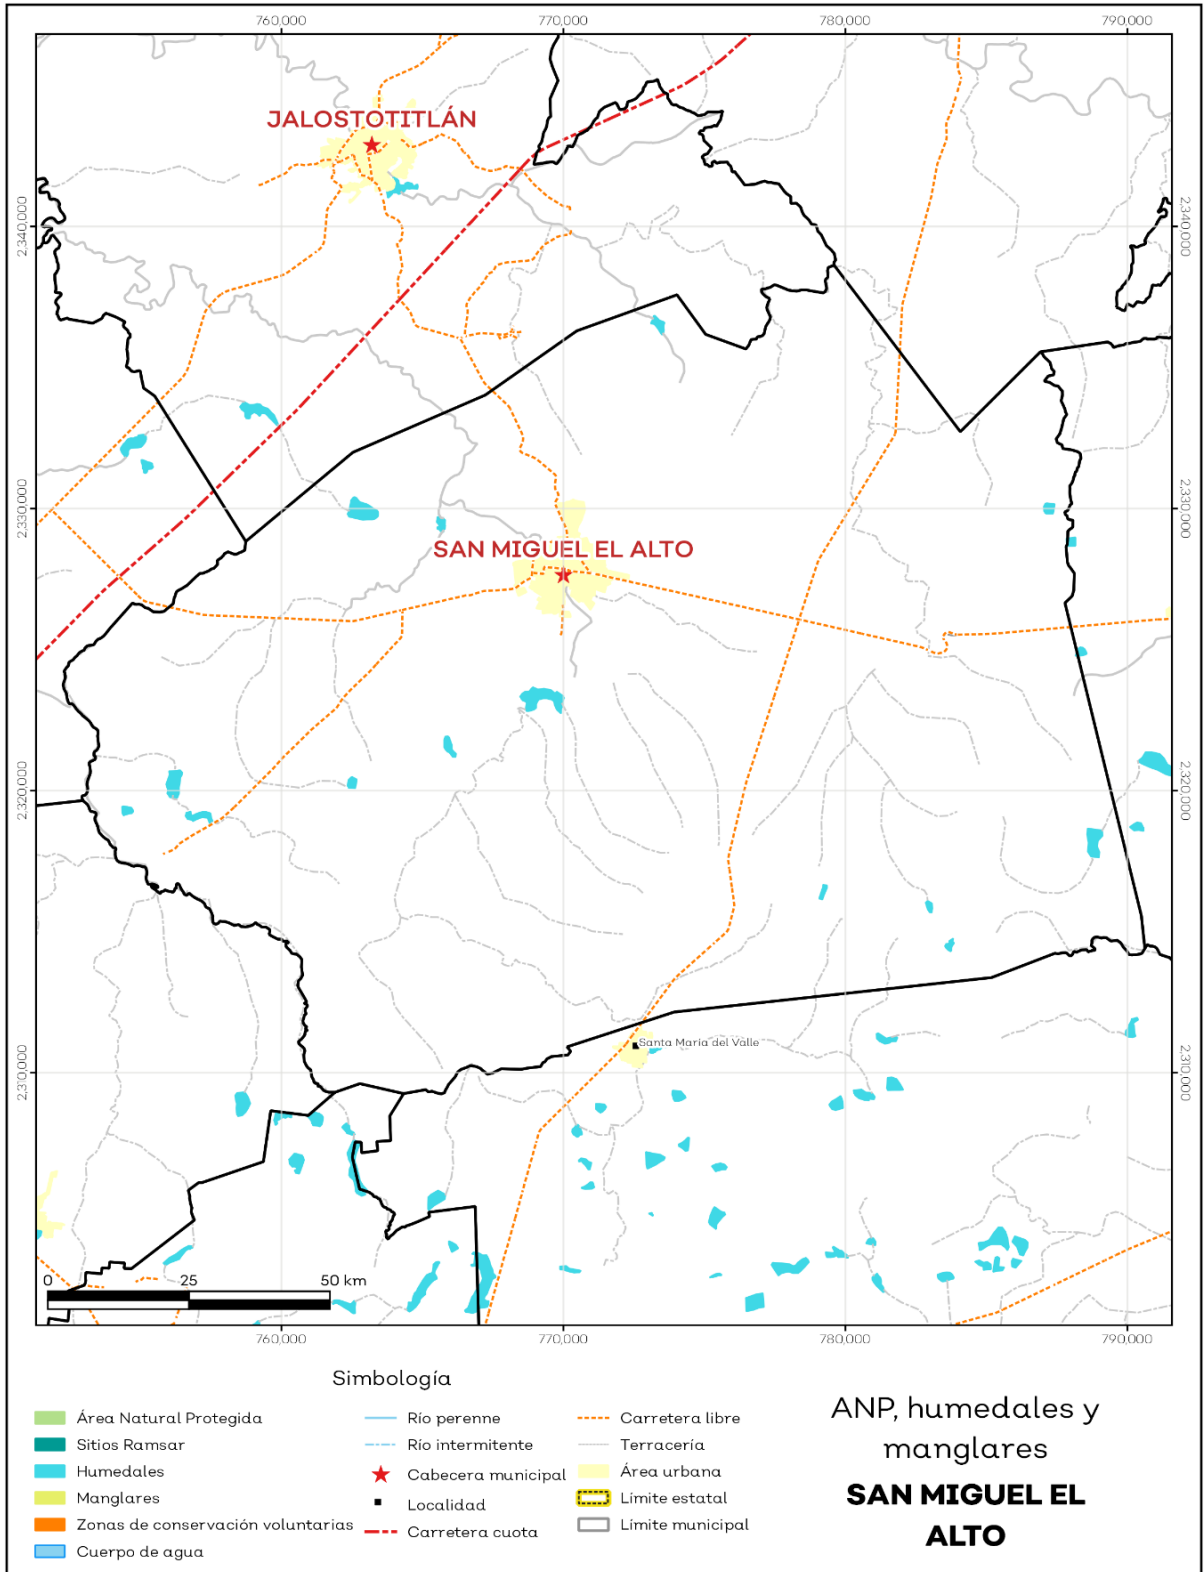 760,000
770,000
780,000
790,000
JALOSTOTITLÁN
2,340,000
2,340,000
2,330,000
2,330,000
SAN MIGUEL EL ALTO
2,320,000
2,320,000
Santa María del Valle
2,310,000
2,310,000
0
25
50 km
760,000
770,000
780,000
790,000
Simbología
Área Natural Protegida
Sitios Ramsar
Humedales
Manglares
Zonas de conservación voluntarias
Cuerpo de agua
Río perenne
Río intermitente
Cabecera municipal
Localidad
Carretera cuota
Carretera libre
Terracería
Área urbana
Límite estatal
Límite municipal
ANP, humedales y
manglares
SAN MIGUEL EL
ALTO